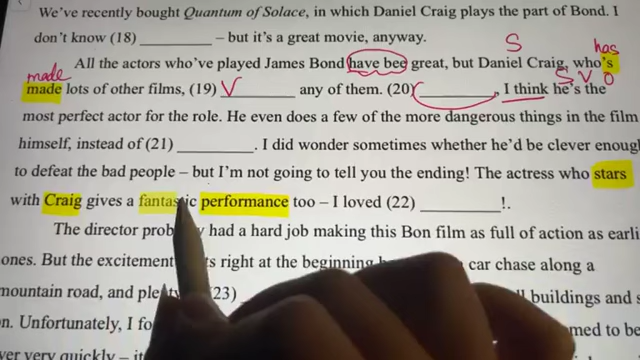 We've recently bought Quantum of Solace, in which Daniel Craig plays the part of Bond. I
don't know (18) __________ – but it's a great movie, anyway.
S has
All the actors who've played James Bond have bee great, but Daniel Craig, who's
made S V O
made lots of other films, (19) V__________ any of them. (20) __________, I think he's the
most perfect actor for the role. He even does a few of the more dangerous things in the film
himself, instead of (21) __________. I did wonder sometimes whether he'd be clever enough
to defeat the bad people – but I'm not going to tell you the ending! The actress who stars
with Craig gives a fantastic performance too – I loved (22) __________!.
The director prob had a hard job making this Bon film as full of action as earli
ones. But the excitement ts right at the beginning car chase along a
mountain road, and ple (23) buildings and s
n. Unfortunately, I fo med to be
ver very quickly – it